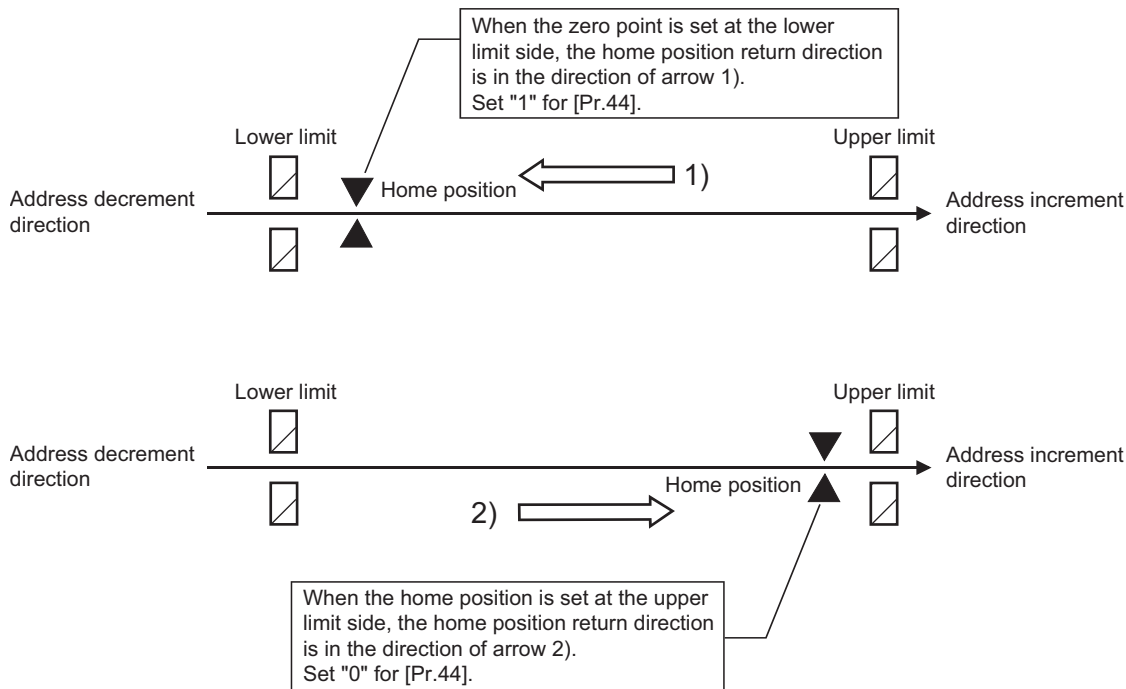 When the zero point is set at the lower
limit side, the home position return direction
is in the direction of arrow 1).
Set "1" for [Pr.44].
Lower limit
Upper limit
Address decrement
direction
Home position
1)
Address increment
direction
Lower limit
Upper limit
Address decrement
direction
Home position
2)
Address increment
direction
When the home position is set at the upper
limit side, the home position return direction
is in the direction of arrow 2).
Set "0" for [Pr.44].